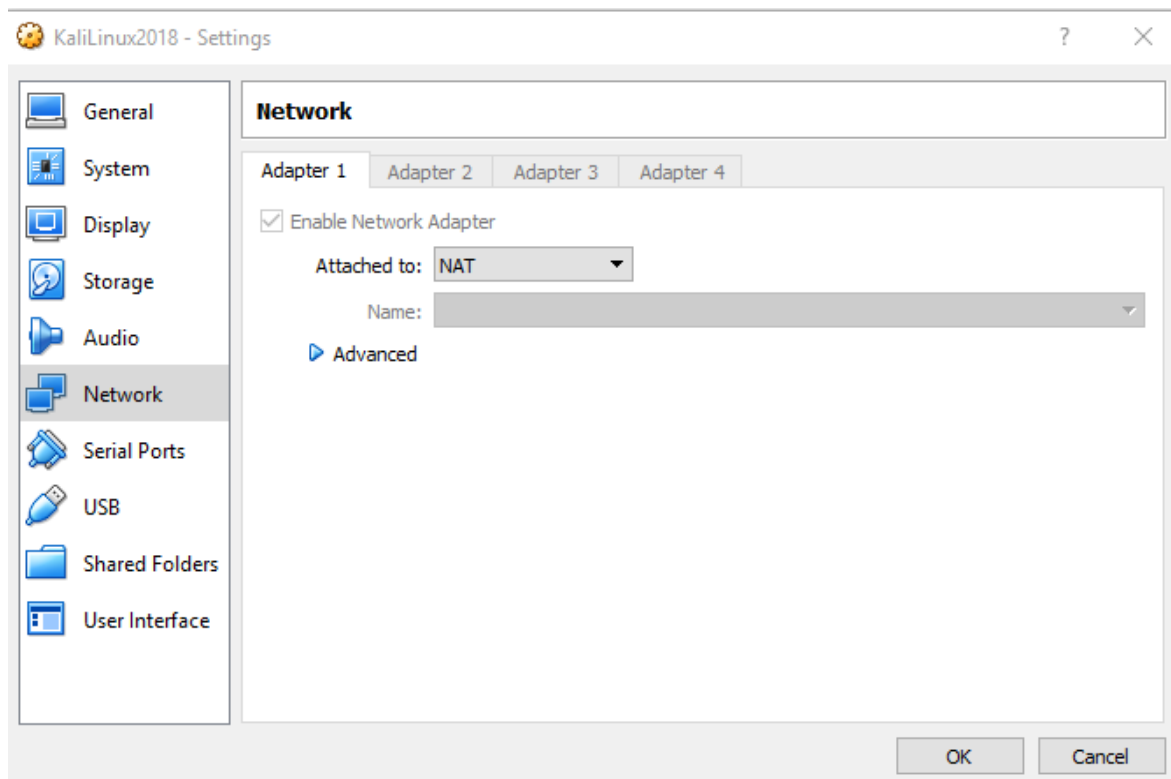 KaliLinux2018 - Settings
?
General
System
Display
Storage
Audio
Network
Serial Ports
USB
Shared Folders
User Interface
Network
Adapter 1 Adapter 2 Adapter 3 Adapter 4
Enable Network Adapter
Attached to: NAT
Name:
Advanced
OK Cancel